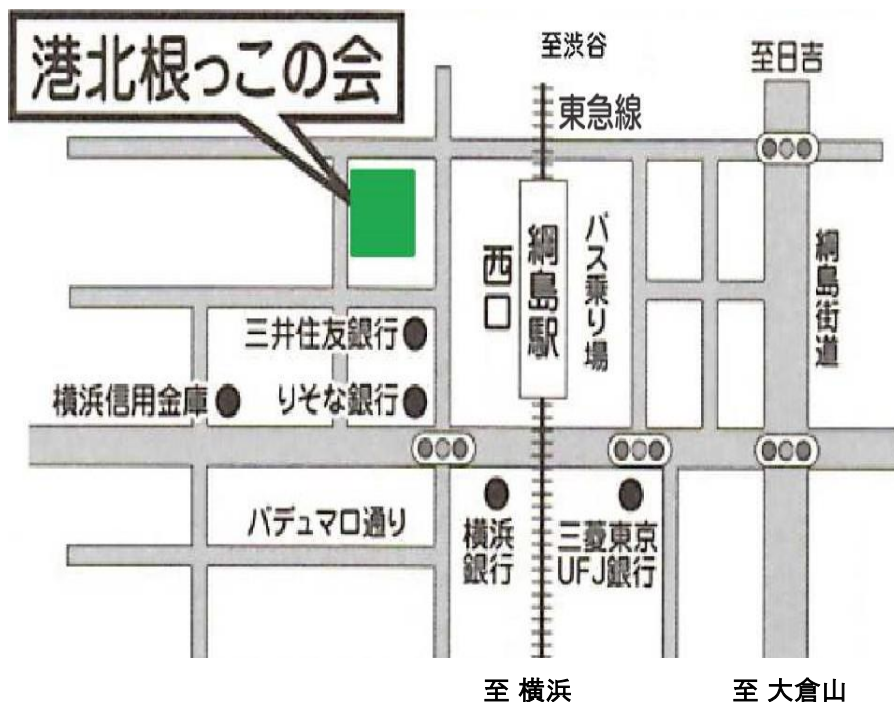 至渋谷
至日吉
港北根っこの会
東急線
西口
綱島駅
バス乗り場
綱島街道
三井住友銀行
横浜信用金庫
りそな銀行
パデュマロ通り
横浜
銀行
三菱東京
UFJ銀行
至 横浜
至 大倉山